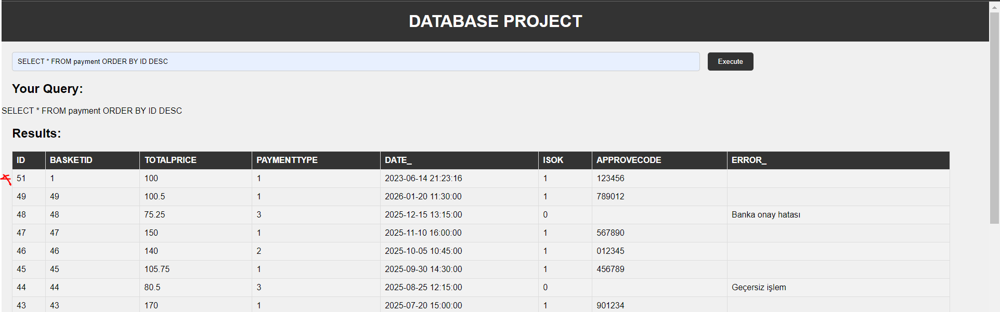 DATABASE PROJECT
SELECT * FROM payment ORDER BY ID DESC Execute
Your Query:
SELECT * FROM payment ORDER BY ID DESC
Results:
ID BASKETID TOTALPRICE PAYMENTTYPE DATE_ ISOK APPROVECODE ERROR_
51 1 100 1 2023-06-14 21:23:16 1 123456
49 49 100.5 1 2026-01-20 11:30:00 1 789012
48 48 75.25 3 2025-12-15 13:15:00 0 Banka onay hatası
47 47 150 1 2025-11-10 16:00:00 1 567890
46 46 140 2 2025-10-05 10:45:00 1 012345
45 45 105.75 1 2025-09-30 14:30:00 1 456789
44 44 80.5 3 2025-08-25 12:15:00 0 Geçersiz işlem
43 43 170 1 2025-07-20 15:00:00 1 901234